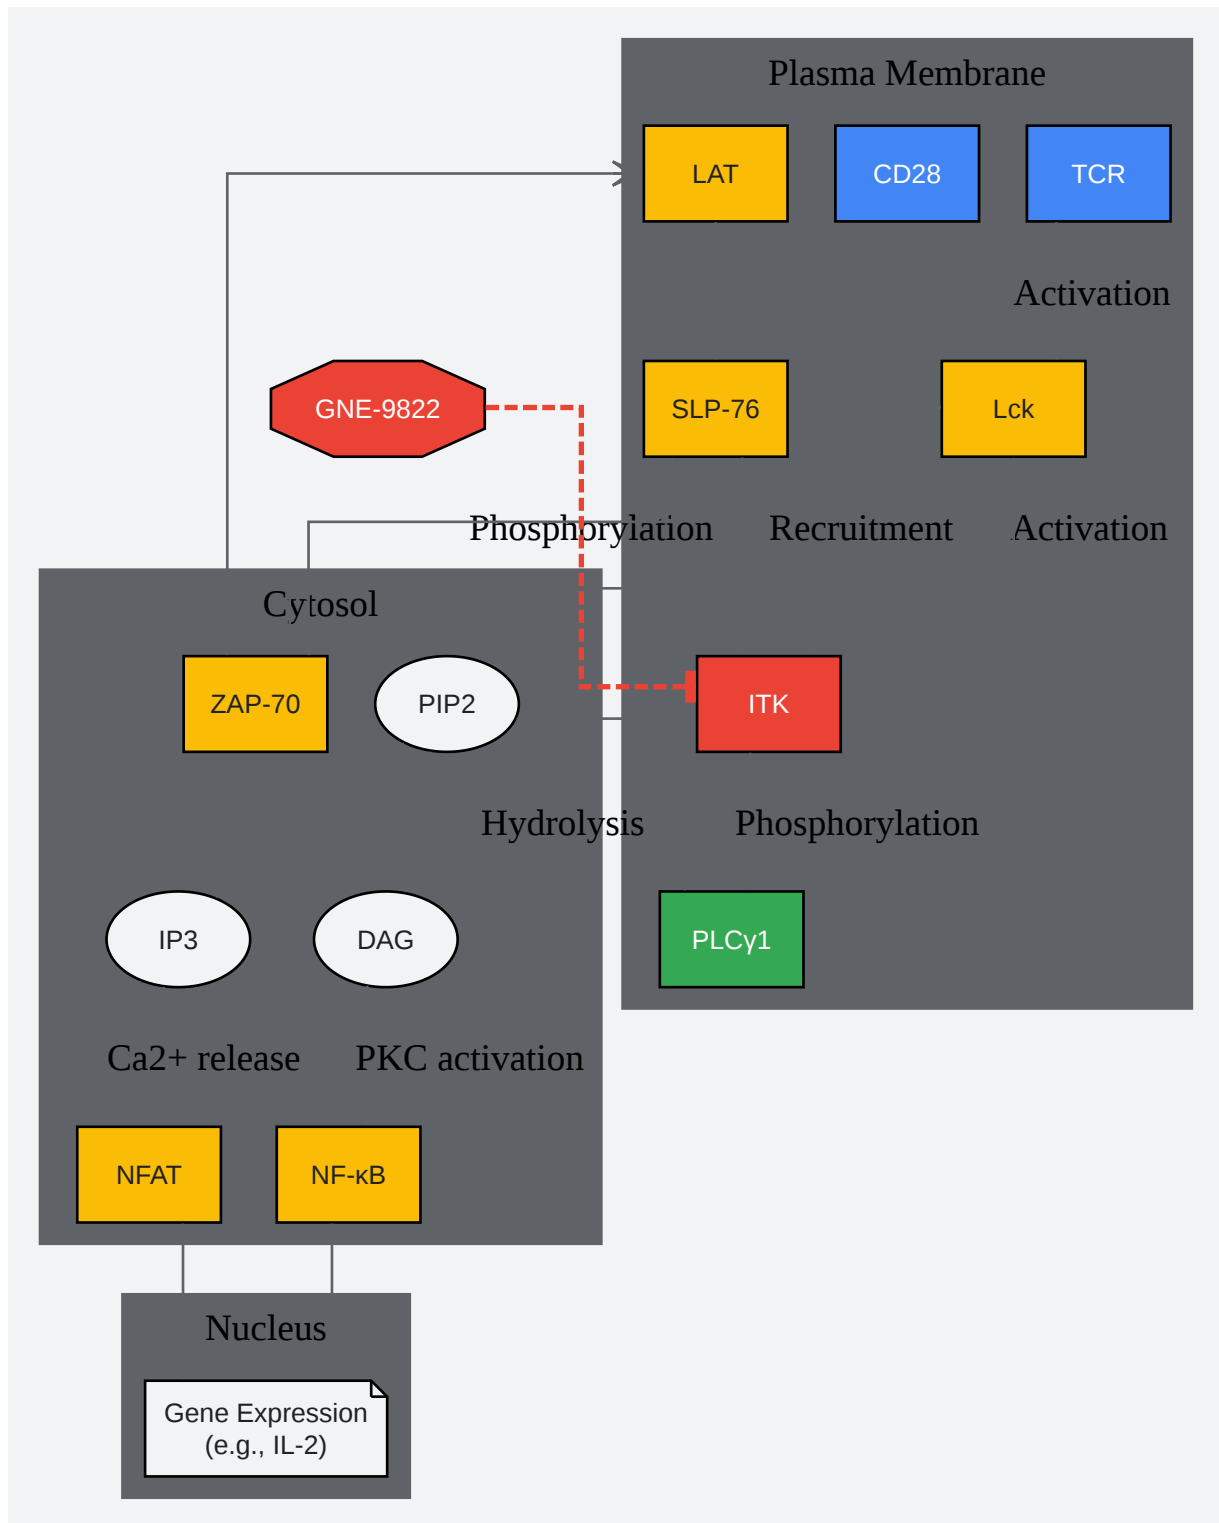 Plasma Membrane
LAT
CD28
TCR
Activation
GNE-9822
SLP-76
Lck
Phosphorylation
Recruitment
Activation
Cytosol
ZAP-70
PIP2
ITK
Hydrolysis
Phosphorylation
IP3
DAG
PLCγ1
Ca2+ release
PKC activation
NFAT
NF-κB
Nucleus
Gene Expression
(e.g., IL-2)